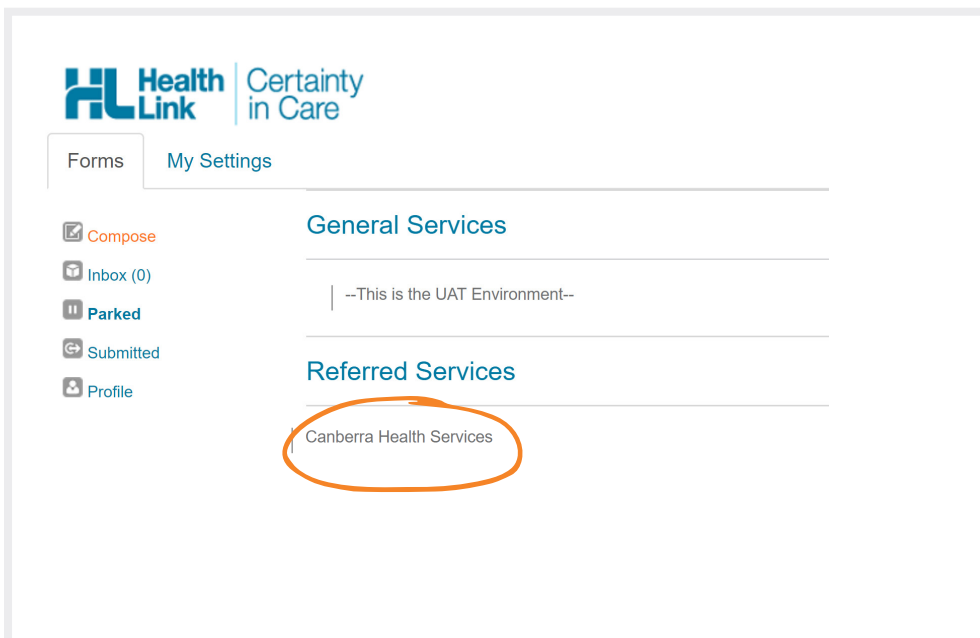 Health Link
Certainty in Care
Forms
My Settings
Compose
Inbox (0)
Parked
Submitted
Profile
General Services
--This is the UAT Environment--
Referred Services
Canberra Health Services